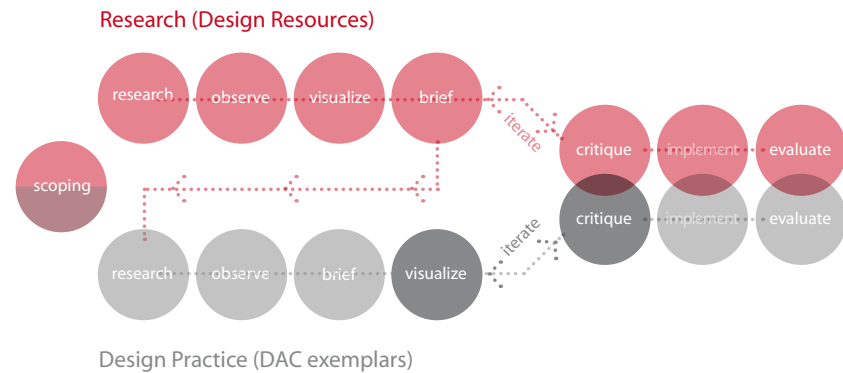 Research (Design Resources)
research observe visualize brief
iterate
critique implement evaluate
scoping
critique implement evaluate
iterate
research observe brief visualize
Design Practice (DAC exemplars)